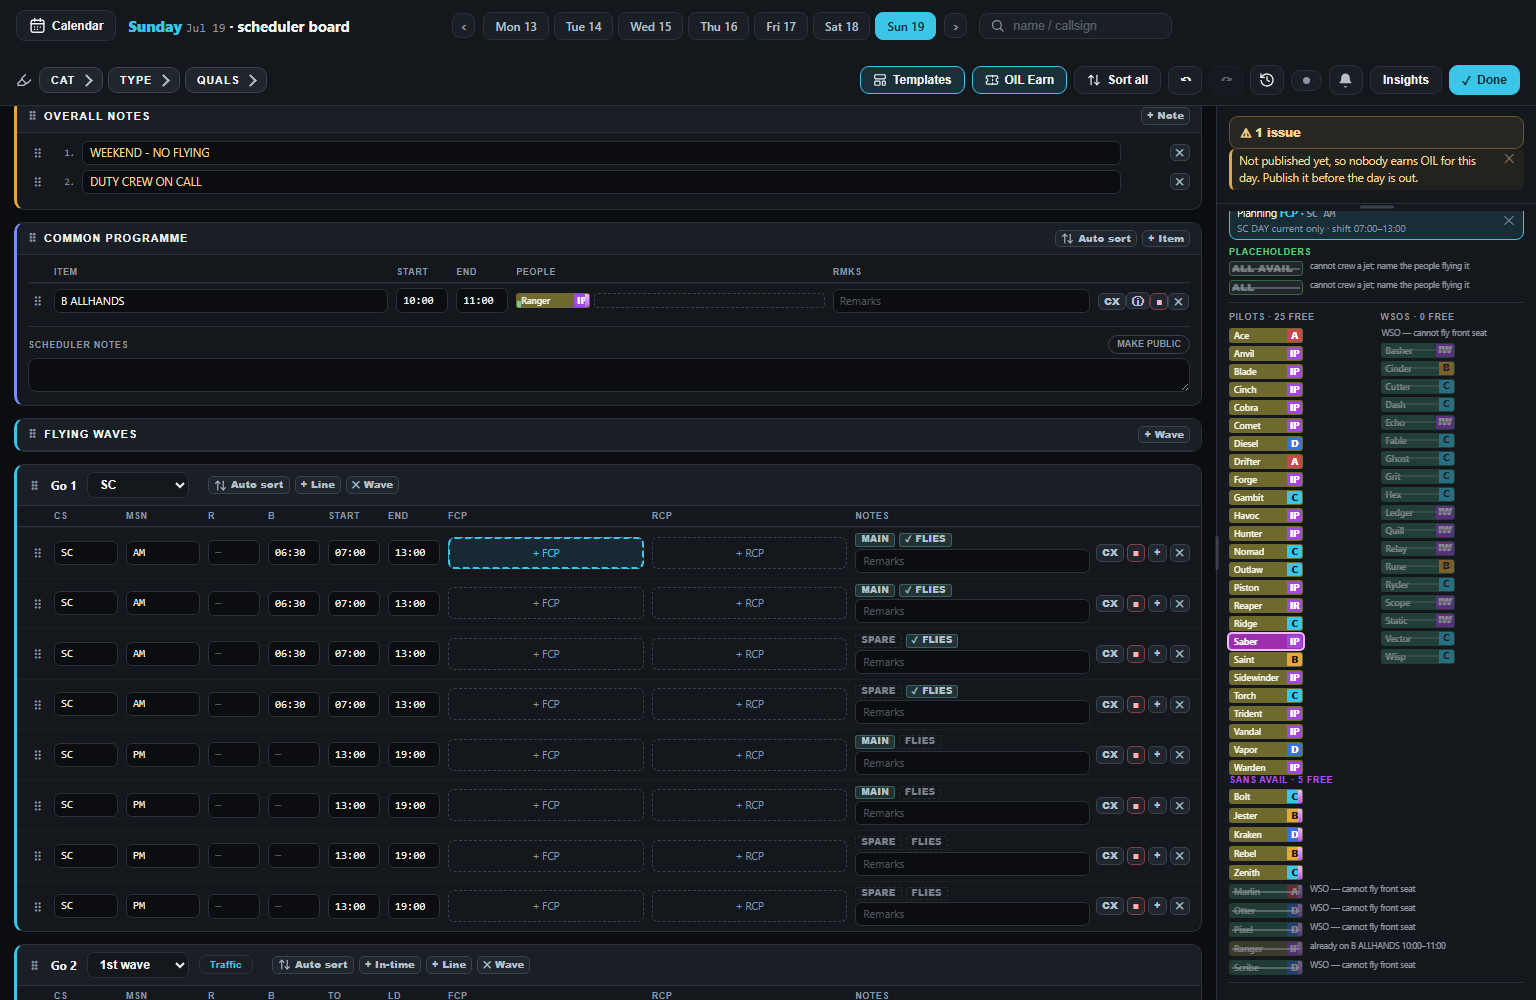 Calendar
Sunday Jul 19 · scheduler board
‹ Mon 13 Tue 14 Wed 15 Thu 16 Fri 17 Sat 18 Sun 19 ›
name / callsign
CAT TYPE QUALS
Templates OIL Earn Sort all Insights ✓ Done
OVERALL NOTES
+ Note
1. WEEKEND - NO FLYING
2. DUTY CREW ON CALL
COMMON PROGRAMME
Auto sort + Item
ITEM START END PEOPLE RMKS
B ALLHANDS 10:00 11:00 Ranger IP Remarks CX
SCHEDULER NOTES
MAKE PUBLIC
FLYING WAVES
+ Wave
Go 1 SC Auto sort + Line × Wave
CS MSN R B START END FCP RCP NOTES
SC AM – 06:30 07:00 13:00 + FCP + RCP MAIN ✓ FLIES Remarks CX
SC AM – 06:30 07:00 13:00 + FCP + RCP MAIN ✓ FLIES Remarks CX
SC AM – 06:30 07:00 13:00 + FCP + RCP SPARE ✓ FLIES Remarks CX
SC AM – 06:30 07:00 13:00 + FCP + RCP SPARE ✓ FLIES Remarks CX
SC PM – – 13:00 19:00 + FCP + RCP MAIN FLIES Remarks CX
SC PM – – 13:00 19:00 + FCP + RCP MAIN FLIES Remarks CX
SC PM – – 13:00 19:00 + FCP + RCP SPARE FLIES Remarks CX
SC PM – – 13:00 19:00 + FCP + RCP SPARE FLIES Remarks CX
Go 2 1st wave Traffic Auto sort + In-time + Line × Wave
CS MSN R B TO LD FCP RCP NOTES
⚠ 1 issue
Not published yet, so nobody earns OIL for this
day. Publish it before the day is out.
Planning FCP · SC AM
SC DAY current only · shift 07:00–13:00
PLACEHOLDERS
ALL AVAIL cannot crew a jet; name the people flying it
ALL cannot crew a jet; name the people flying it
PILOTS · 25 FREE
Ace A
Anvil IP
Blade IP
Cinch IP
Cobra IP
Comet IP
Diesel D
Drifter A
Forge IP
Gambit C
Havoc IP
Hunter IP
Nomad C
Outlaw C
Piston IP
Reaper IR
Ridge C
Saber IP
Saint B
Sidewinder IP
Torch C
Trident IP
Vandal IP
Vapor D
Warden IP
WSOS · 0 FREE
WSO — cannot fly front seat
Basher IW
Cinder B
Cutter C
Dash C
Echo IW
Fable C
Ghost C
Grit C
Hex C
Ledger IW
Quill IW
Relay IW
Rune B
Ryder C
Scope IW
Static IW
Vector C
Wisp C
SANS AVAIL · 5 FREE
Bolt C
Jester B
Kraken D
Rebel B
Zenith C
Marlin A WSO — cannot fly front seat
Otter D WSO — cannot fly front seat
Pixel D WSO — cannot fly front seat
Ranger IP already on B ALLHANDS 10:00–11:00
Scribe D WSO — cannot fly front seat